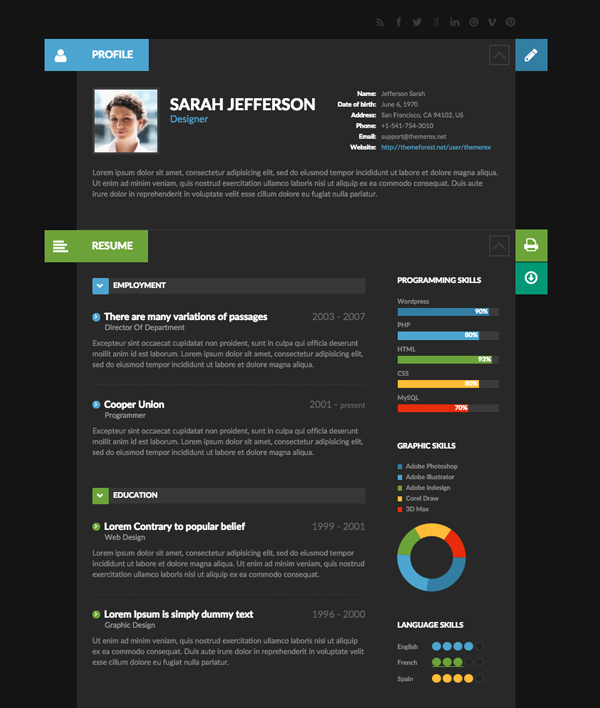 PROFILE
SARAH JEFFERSON
Designer
Name: Jefferson Sarah
Date of birth: June 6, 1970
Address: San Francisco, CA 94102, US
Phone: +1-541-754-3010
Email: support@themerex.net
Website: http://themeforest.net/user/themerex
Lorem ipsum dolor sit amet, consectetur adipisicing elit, sed do eiusmod tempor incididunt ut labore et dolore magna aliqua.
Ut enim ad minim veniam, quis nostrud exercitation ullamco laboris nisi ut aliquip ex ea commodo consequat. Duis aute
irure dolor in reprehenderit in voluptate velit esse cillum dolore eu fugiat nulla pariatur.
RESUME
EMPLOYMENT
There are many variations of passages 2003 - 2007
Director Of Department
Excepteur sint occaecat cupidatat non proident, sunt in culpa qui officia deserunt
mollit anim id est laborum. Lorem ipsum dolor sit amet, consectetur adipisicing elit,
sed do eiusmod tempor incididunt ut labore et dolore magna aliqua.
Cooper Union 2001 - present
Programmer
Excepteur sint occaecat cupidatat non proident, sunt in culpa qui officia deserunt
mollit anim id est laborum. Lorem ipsum dolor sit amet, consectetur adipisicing elit,
sed do eiusmod tempor incididunt ut labore et dolore magna aliqua.
EDUCATION
Lorem Contrary to popular belief 1999 - 2001
Web Design
Lorem ipsum dolor sit amet, consectetur adipisicing elit, sed do eiusmod tempor
incididunt ut labore et dolore magna aliqua. Ut enim ad minim veniam, quis nostrud
exercitation ullamco laboris nisi ut aliquip ex ea commodo consequat.
Lorem Ipsum is simply dummy text 1996 - 2000
Graphic Design
Ut enim ad minim veniam, quis nostrud exercitation ullamco laboris nisi ut aliquip
ex ea commodo consequat. Duis aute irure dolor in reprehenderit in voluptate velit
esse cillum dolore eu fugiat nulla pariatur.
PROGRAMMING SKILLS
Wordpress
90%
PHP
80%
HTML
93%
CSS
80%
MySQL
70%
GRAPHIC SKILLS
Adobe Photoshop
Adobe Illustrator
Adobe Indesign
Corel Draw
3D Max
LANGUAGE SKILLS
English
French
Spain